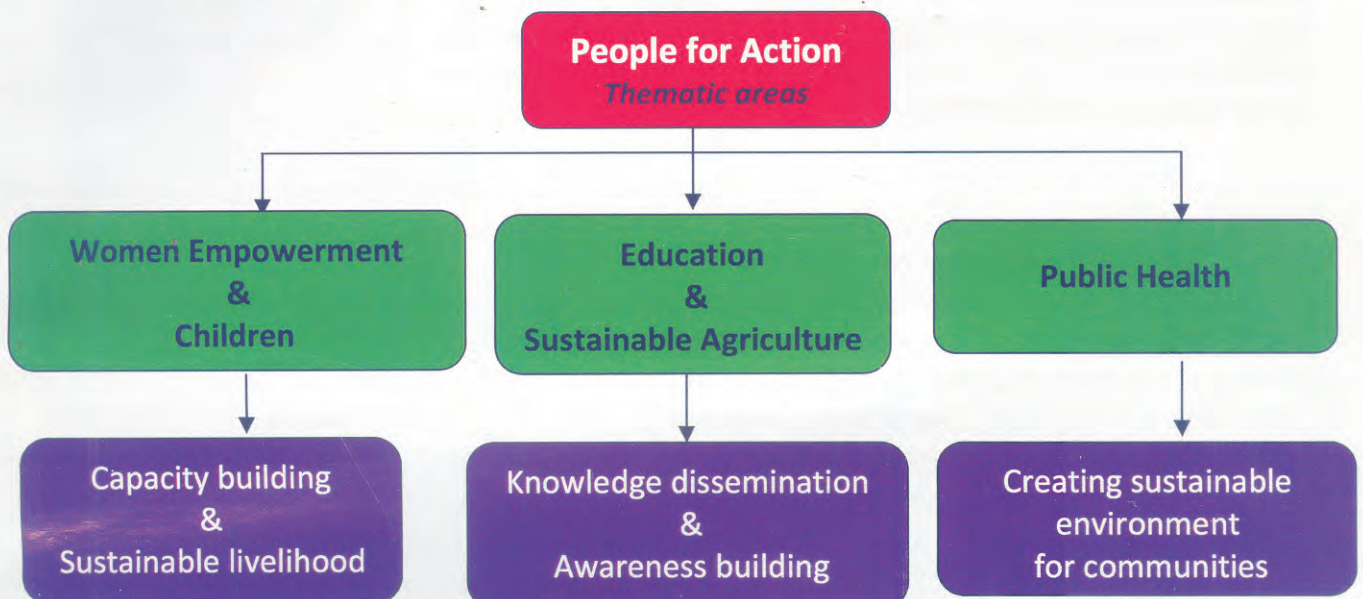 People for Action
Thematic areas
Women Empowerment
&
Children
Education
&
Sustainable Agriculture
Public Health
Capacity building
&
Sustainable livelihood
Knowledge dissemination
&
Awareness building
Creating sustainable
environment
for communities